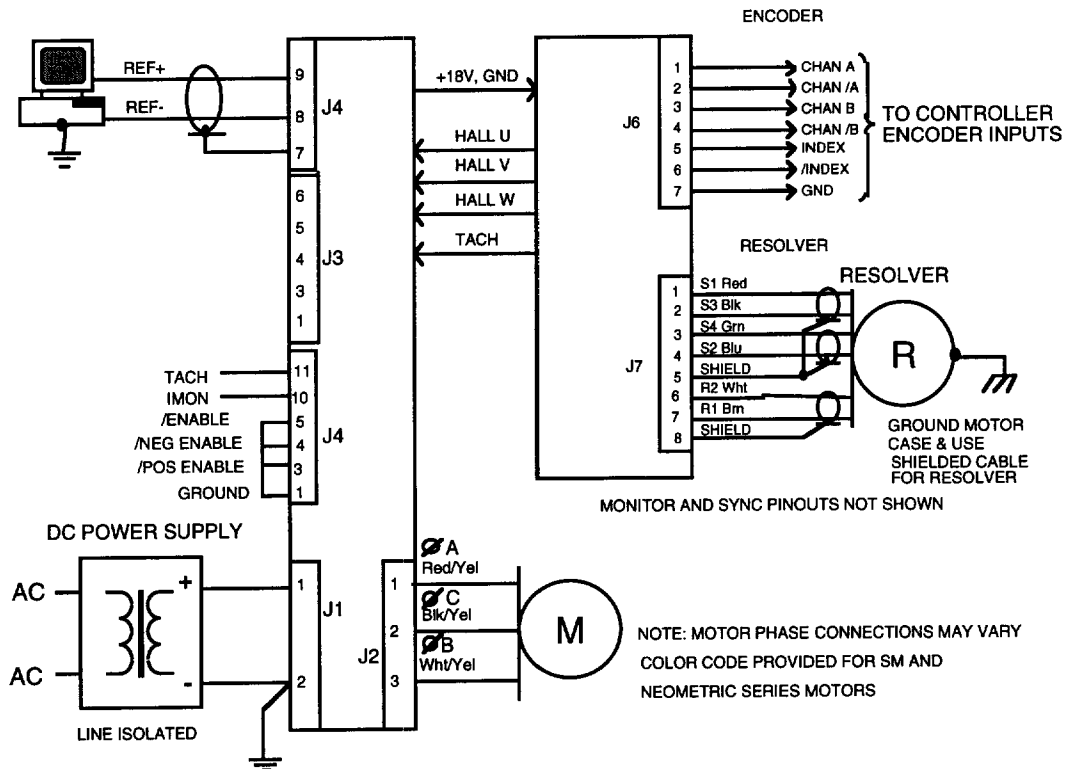 ENCODER
REF+
REF-
9
8
7
J4
+18V, GND
HALL U
HALL V
HALL W
TACH
J6
1
2
3
4
5
6
7
CHAN A
CHAN /A
CHAN B
CHAN /B
INDEX
/INDEX
GND
TO CONTROLLER
ENCODER INPUTS
6
5
4
3
1
J3
RESOLVER
RESOLVER
J7
1
2
3
4
5
6
7
8
S1 Red
S3 Blk
S4 Grn
S2 Blu
SHIELD
R2 Wht
R1 Brn
SHIELD
R
GROUND MOTOR
CASE & USE
SHIELDED CABLE
FOR RESOLVER
TACH
IMON
/ENABLE
/NEG ENABLE
/POS ENABLE
GROUND
11
10
5
4
3
1
J4
MONITOR AND SYNC PINOUTS NOT SHOWN
DC POWER SUPPLY
AC
AC
+
-
LINE ISOLATED
1
2
J1
J2
1
2
3
Ø A
Red/Yel
Ø C
Blk/Yel
Ø B
Wht/Yel
M
NOTE: MOTOR PHASE CONNECTIONS MAY VARY
COLOR CODE PROVIDED FOR SM AND
NEOMETRIC SERIES MOTORS